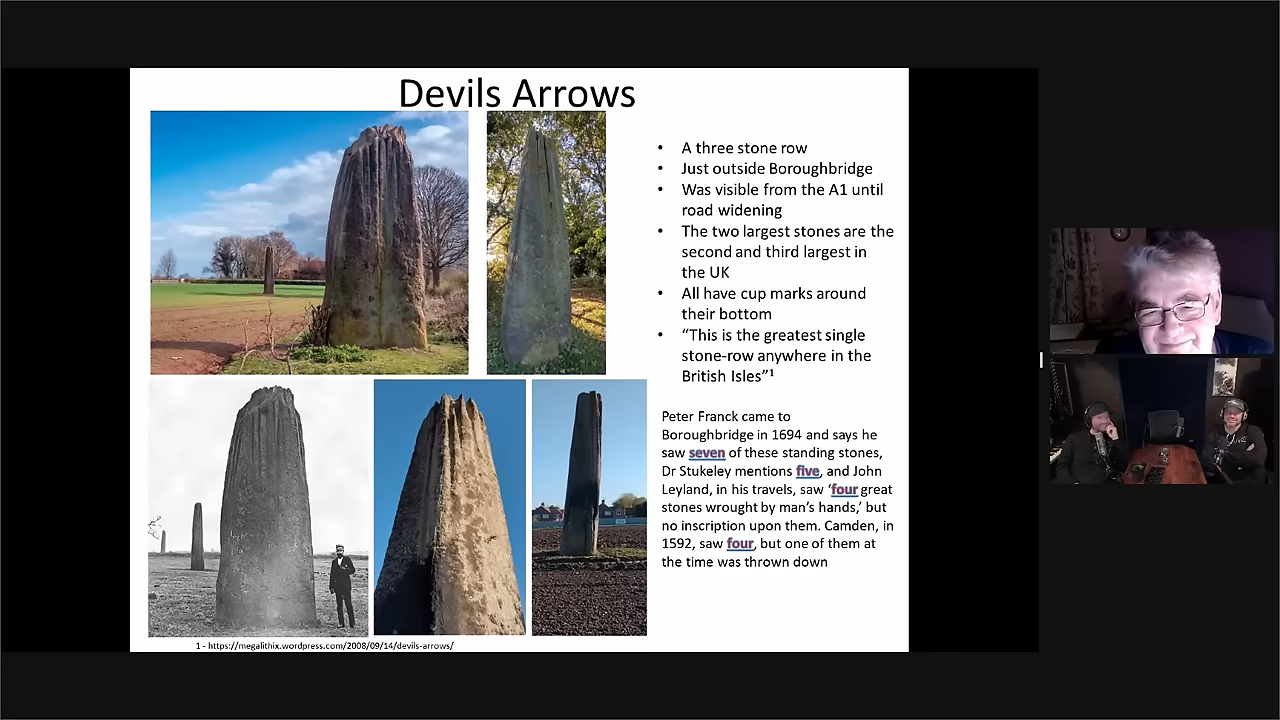 Devils Arrows
• A three stone row
• Just outside Boroughbridge
• Was visible from the A1 until
road widening
• The two largest stones are the
second and third largest in
the UK
• All have cup marks around
their bottom
• “This is the greatest single
stone-row anywhere in the
British Isles”¹
Peter Franck came to
Boroughbridge in 1694 and says he
saw seven of these standing stones,
Dr Stukeley mentions five, and John
Leyland, in his travels, saw ‘four great
stones wrought by man’s hands,’ but
no inscription upon them. Camden, in
1592, saw four, but one of them at
the time was thrown down
1 - https://megalithix.wordpress.com/2008/09/14/devils-arrows/